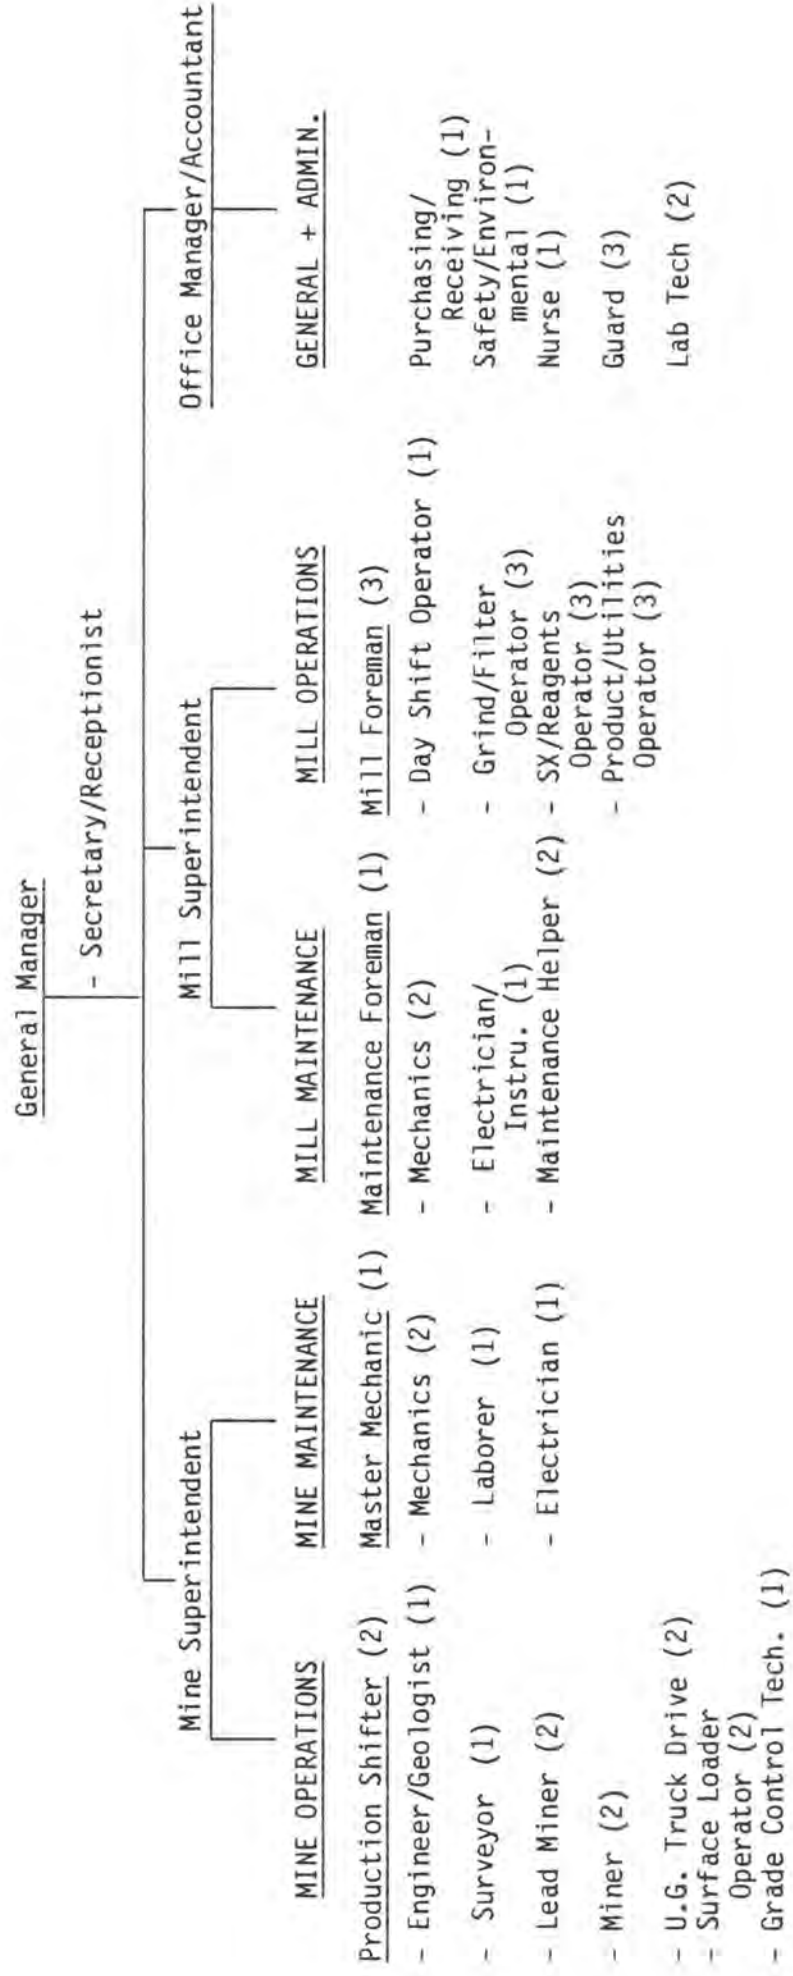 General Manager
- Secretary/Receptionist
Mine Superintendent
Mill Superintendent
Office Manager/Accountant
MINE OPERATIONS
Production Shifter (2)
- Engineer/Geologist (1)
- Surveyor (1)
- Lead Miner (2)
- Miner (2)
- U.G. Truck Drive (2)
- Surface Loader
Operator (2)
- Grade Control Tech. (1)
MINE MAINTENANCE
Master Mechanic (1)
- Mechanics (2)
- Laborer (1)
- Electrician (1)
MILL MAINTENANCE
Maintenance Foreman (1)
- Mechanics (2)
- Electrician/
Instru. (1)
- Maintenance Helper (2)
MILL OPERATIONS
Mill Foreman (3)
- Day Shift Operator (1)
- Grind/Filter
Operator (3)
- SX/Reagents
Operator (3)
- Product/Utilities
Operator (3)
GENERAL + ADMIN.
Purchasing/
Receiving (1)
Safety/Environ-
mental (1)
Nurse (1)
Guard (3)
Lab Tech (2)